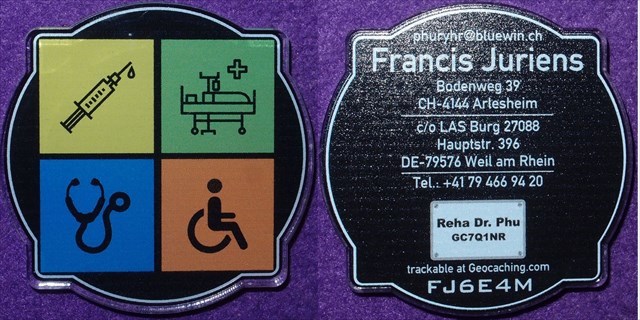 phuryhr@bluewin.ch
Francis Juriens
Bodenweg 39
CH-4144 Arlesheim
c/o LAS Burg 27088
Hauptstr. 396
DE-79576 Weil am Rhein
Tel.: +41 79 466 94 20
Reha Dr. Phu
GC7Q1NR
trackable at Geocaching.com
FJ6E4M